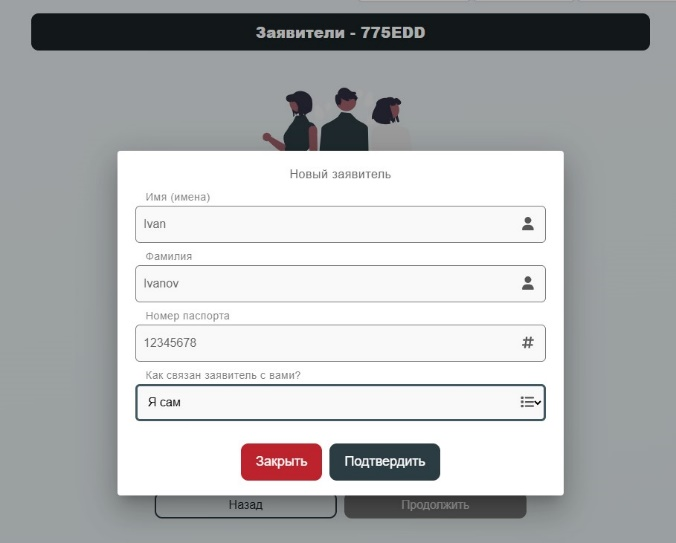 Заявители - 775EDD
Новый заявитель
Имя (имена)
Ivan
Фамилия
Ivanov
Номер паспорта
12345678
#
Как связан заявитель с вами?
Я сам
Закрыть Подтвердить
Назад Продолжить